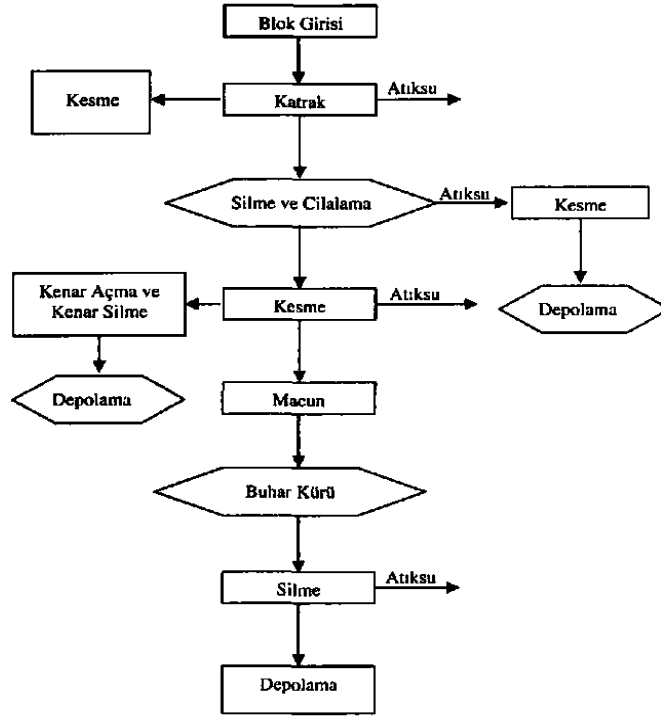 Blok Girisi
Kesme
Katrak
Atıksu
Silme ve Cilalama
Atıksu
Kesme
Kenar Açma ve
Kenar Silme
Kesme
Atıksu
Depolama
Depolama
Macun
Buhar Kürü
Silme
Atıksu
Depolama